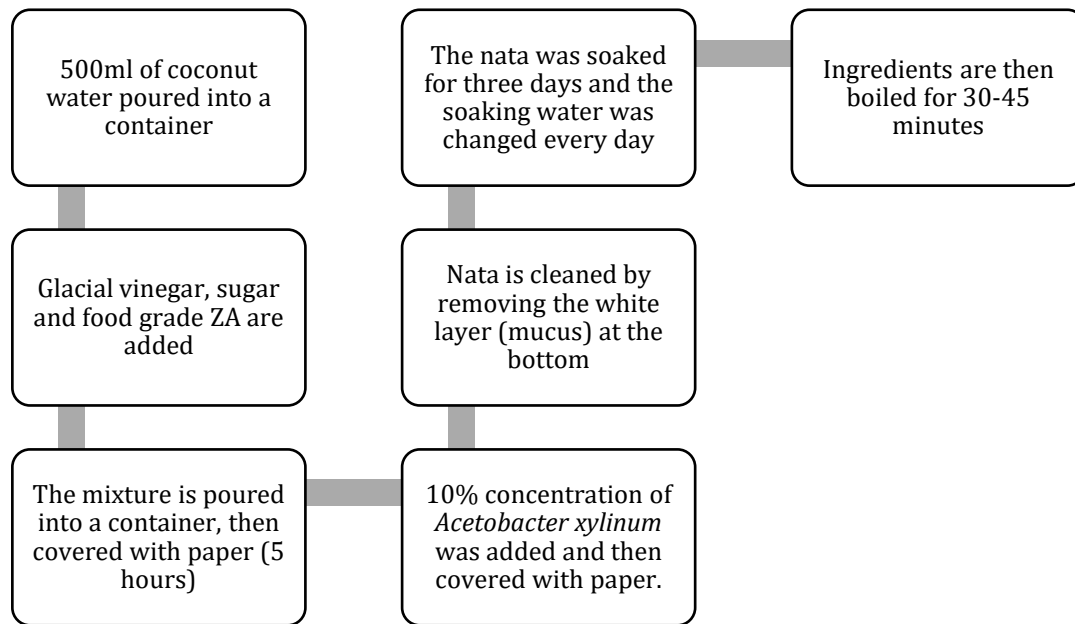 500ml of coconut
water poured into a
container
Glacial vinegar, sugar
and food grade ZA are
added
The mixture is poured
into a container, then
covered with paper (5
hours)
10% concentration of
Acetobacter xylinum
was added and then
covered with paper.
Nata is cleaned by
removing the white
layer (mucus) at the
bottom
The nata was soaked
for three days and the
soaking water was
changed every day
Ingredients are then
boiled for 30-45
minutes